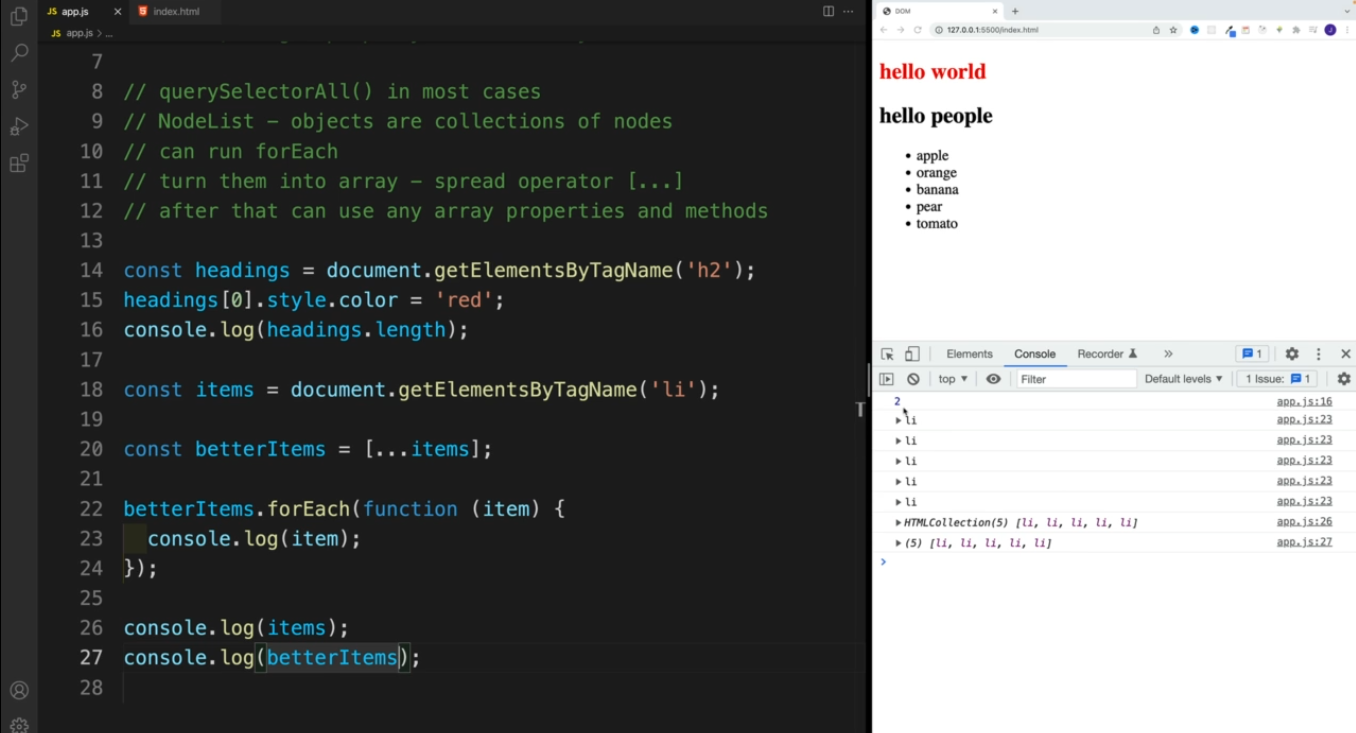 JS app.js ×
index.html
JS app.js > ...
7
8 // querySelectorAll() in most cases
9 // NodeList – objects are collections of nodes
10 // can run forEach
11 // turn them into array – spread operator [...]
12 // after that can use any array properties and methods
13
14 const headings = document.getElementsByTagName('h2');
15 headings[0].style.color = 'red';
16 console.log(headings.length);
17
18 const items = document.getElementsByTagName('li');
19
20 const betterItems = [...items];
21
22 betterItems.forEach(function (item) {
23 console.log(item);
24 });
25
26 console.log(items);
27 console.log(betterItems);
28
T
DOM
127.0.0.1:5500/index.html
hello world
hello people
• apple
• orange
• banana
• pear
• tomato
Elements Console Recorder » 1
top ▼ Filter Default levels ▼ 1 Issue: 1
2 app.js:16
▶ li app.js:23
▶ li app.js:23
▶ li app.js:23
▶ li app.js:23
▶ li app.js:23
▶ HTMLCollection(5) [li, li, li, li, li] app.js:26
▶ (5) [li, li, li, li, li] app.js:27
>